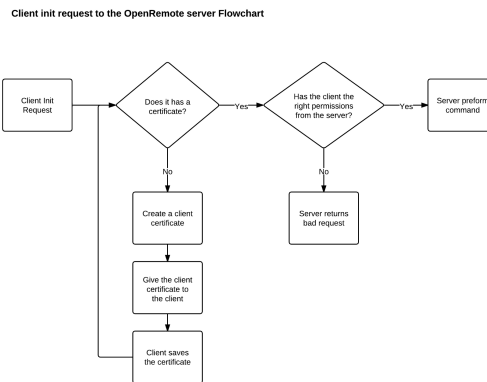 Client init request to the OpenRemote server Flowchart
Client Init
Request
Does it has a
certificate?
Yes
Has the client the
right permissions
from the server?
Yes
Server preform
command
No
No
Create a client
certificate
Server returns
bad request
Give the client
certificate to
the client
Client saves
the certificate